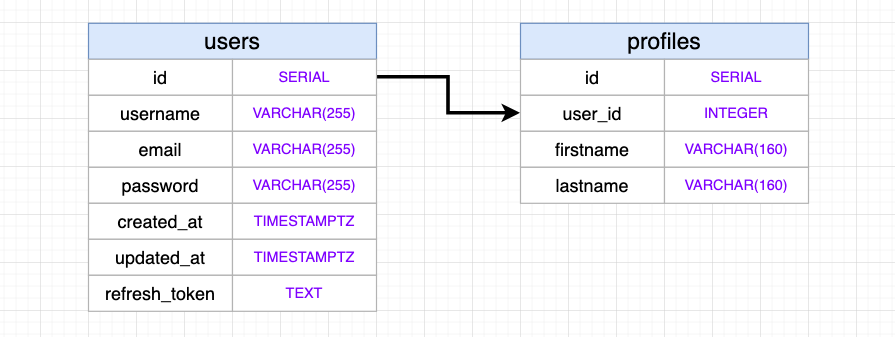 users
id SERIAL
username VARCHAR(255)
email VARCHAR(255)
password VARCHAR(255)
created_at TIMESTAMPTZ
updated_at TIMESTAMPTZ
refresh_token TEXT
profiles
id SERIAL
user_id INTEGER
firstname VARCHAR(160)
lastname VARCHAR(160)